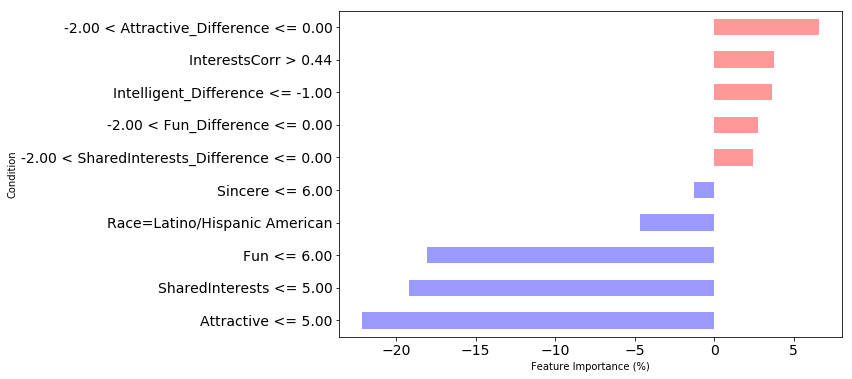 -2.00 < Attractive_Difference <= 0.00
InterestsCorr > 0.44
Intelligent_Difference <= -1.00
-2.00 < Fun_Difference <= 0.00
-2.00 < SharedInterests_Difference <= 0.00
Sincere <= 6.00
Race=Latino/Hispanic American
Fun <= 6.00
SharedInterests <= 5.00
Attractive <= 5.00
Condition
−20 −15 −10 −5 0 5
Feature Importance (%)